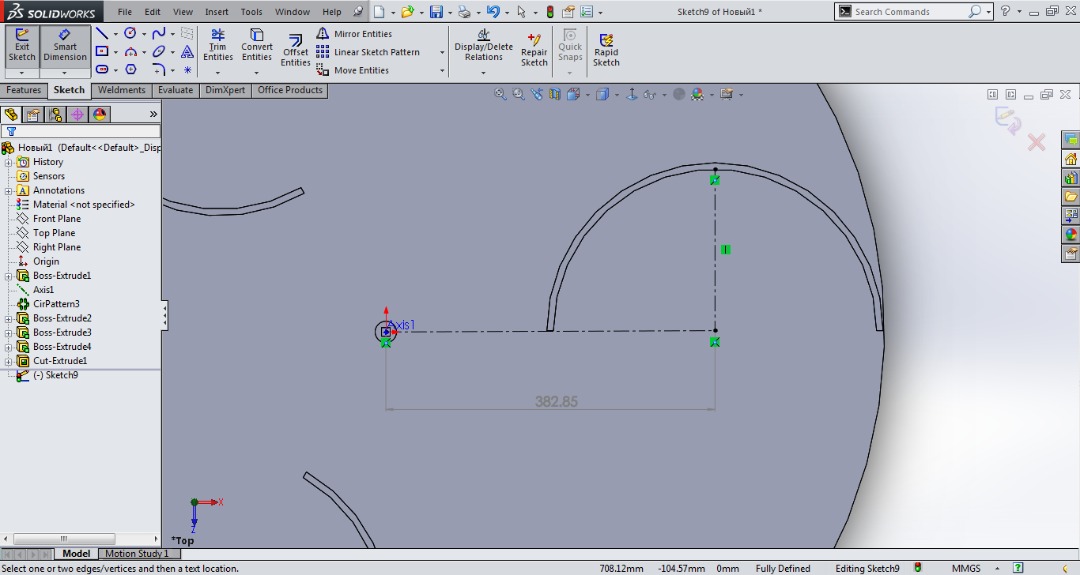 SOLIDWORKS File Edit View Insert Tools Window Help Sketch9 of Новый1 * Search Commands
Exit Sketch
Smart Dimension
Trim Entities
Convert Entities
Offset Entities
Mirror Entities
Linear Sketch Pattern
Move Entities
Display/Delete Relations
Repair Sketch
Quick Snaps
Rapid Sketch
Features Sketch Weldments Evaluate DimXpert Office Products
Новый1 (Default<<Default>_Disp
History
Sensors
Annotations
Material <not specified>
Front Plane
Top Plane
Right Plane
Origin
Boss-Extrude1
Axis1
CirPattern3
Boss-Extrude2
Boss-Extrude3
Boss-Extrude4
Cut-Extrude1
(-) Sketch9
Axis1
382.85
X
Z
*Top
Model Motion Study 1
Select one or two edges/vertices and then a text location. 708.12mm -104.57mm 0mm Fully Defined Editing Sketch9 MMGS